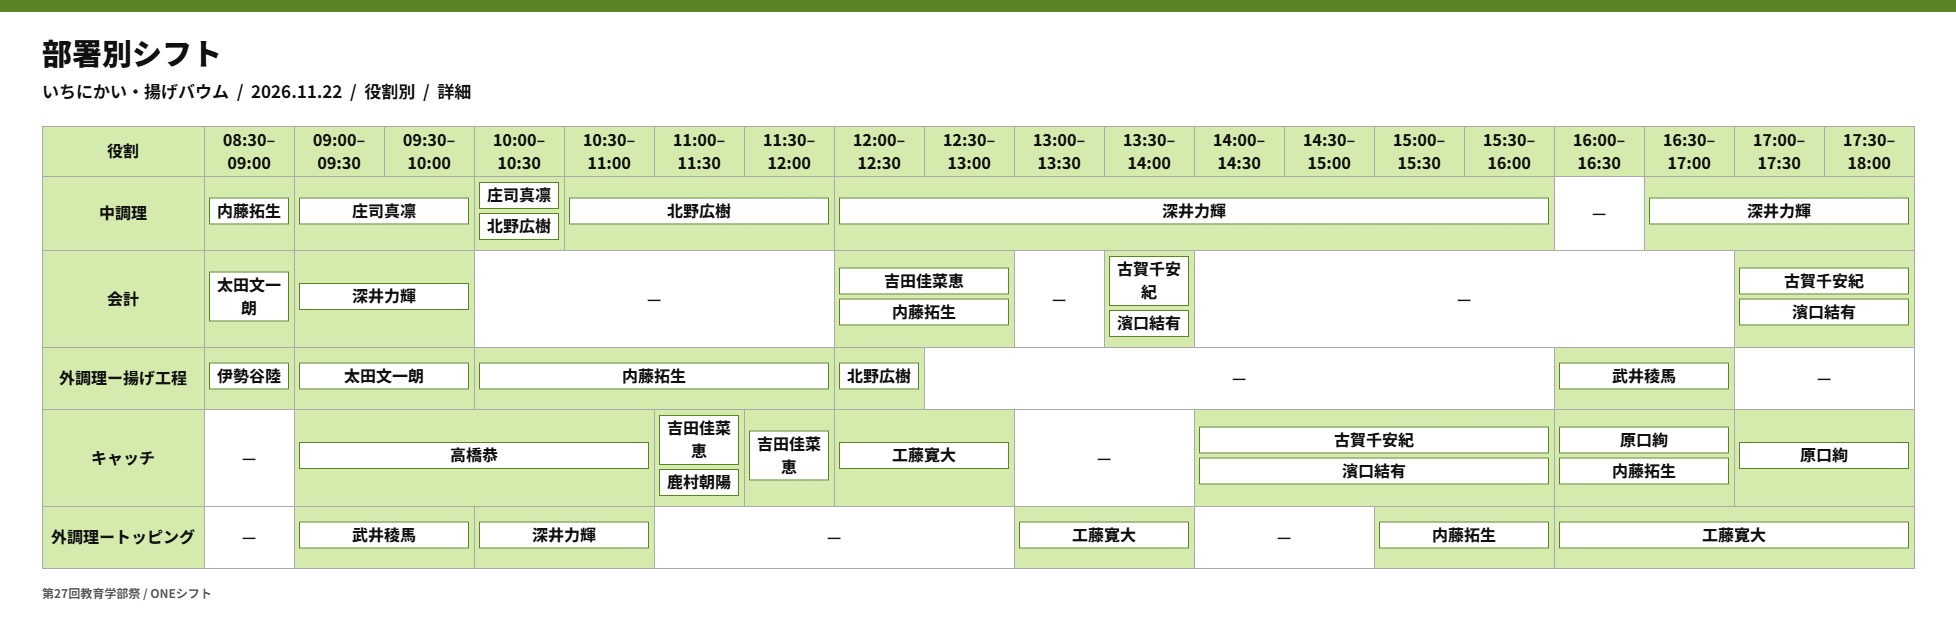 部署別シフト
いちにかい・揚げバウム / 2026.11.22 / 役割別 / 詳細
役割 08:30–09:00 09:00–09:30 09:30–10:00 10:00–10:30 10:30–11:00 11:00–11:30 11:30–12:00 12:00–12:30 12:30–13:00 13:00–13:30 13:30–14:00 14:00–14:30 14:30–15:00 15:00–15:30 15:30–16:00 16:00–16:30 16:30–17:00 17:00–17:30 17:30–18:00
中調理 内藤拓生 庄司真凛 庄司真凛 北野広樹 北野広樹 深井力輝 — 深井力輝
会計 太田文一朗 深井力輝 — 吉田佳菜恵 内藤拓生 — 古賀千安紀 濱口結有 — 古賀千安紀 濱口結有
外調理ー揚げ工程 伊勢谷陸 太田文一朗 内藤拓生 北野広樹 — 武井稜馬 —
キャッチ — 高橋恭 吉田佳菜恵 鹿村朝陽 吉田佳菜恵 工藤寛大 — 古賀千安紀 濱口結有 原口絢 内藤拓生 原口絢
外調理ートッピング — 武井稜馬 深井力輝 — 工藤寛大 — 内藤拓生 工藤寛大
第27回教育学部祭 / ONEシフト